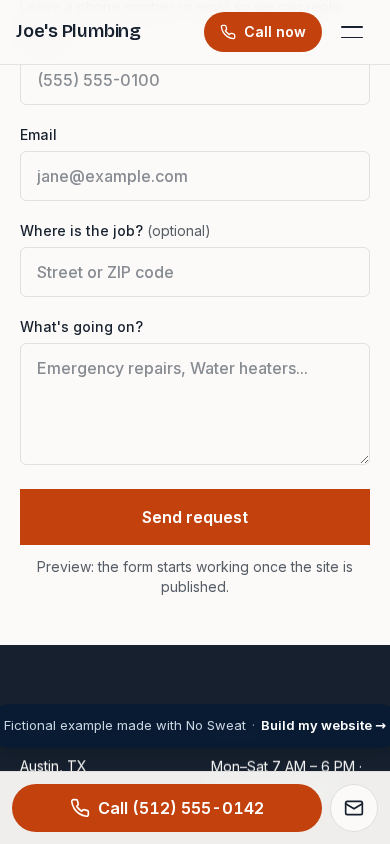 Joe's Plumbing
Call now
(555) 555-0100
Email
jane@example.com
Where is the job? (optional)
Street or ZIP code
What's going on?
Emergency repairs, Water heaters...
Send request
Preview: the form starts working once the site is
published.
Fictional example made with No Sweat · Build my website →
Austin, TX
Mon–Sat 7 AM – 6 PM ·
Call (512) 555-0142